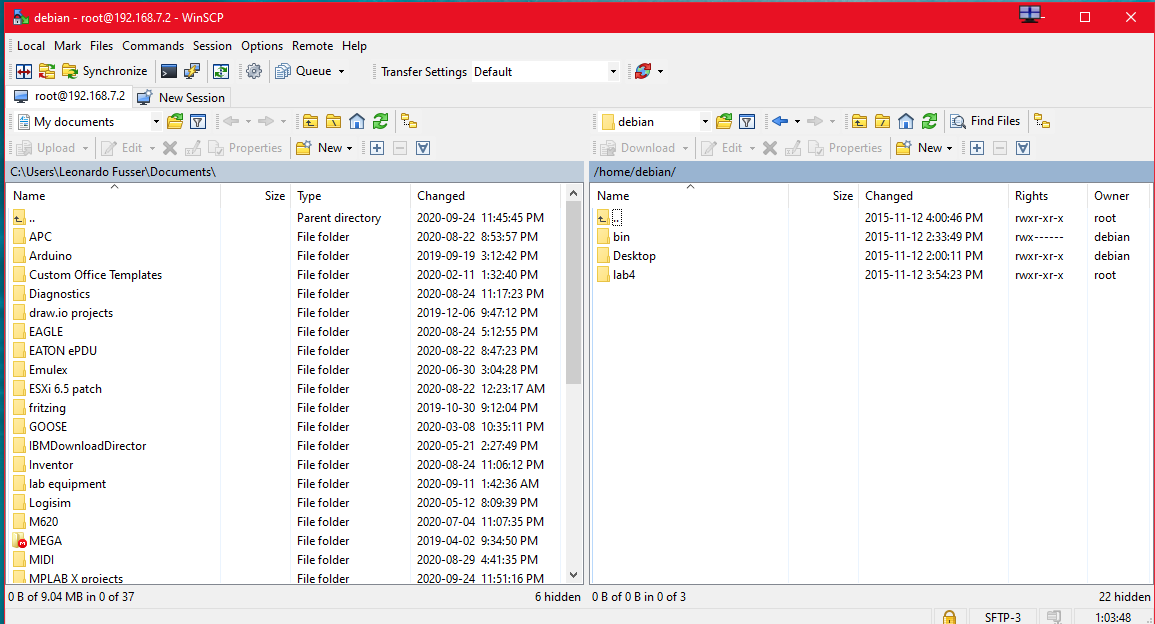 debian - root@192.168.7.2 - WinSCP
Local Mark Files Commands Session Options Remote Help
Synchronize Queue Transfer Settings Default
root@192.168.7.2 New Session
My documents debian Find Files
Upload Edit Properties New Download Edit Properties New
C:\Users\Leonardo Fusser\Documents\ /home/debian/
Name Size Type Changed Name Size Changed Rights Owner
.. Parent directory 2020-09-24 11:45:45 PM .. 2015-11-12 4:00:46 PM rwxr-xr-x root
APC File folder 2020-08-22 8:53:57 PM bin 2015-11-12 2:33:49 PM rwx------ debian
Arduino File folder 2019-09-19 3:12:42 PM Desktop 2015-11-12 2:00:11 PM rwxr-xr-x debian
Custom Office Templates File folder 2020-02-11 1:32:40 PM lab4 2015-11-12 3:54:23 PM rwxr-xr-x root
Diagnostics File folder 2020-08-24 11:17:23 PM
draw.io projects File folder 2019-12-06 9:47:12 PM
EAGLE File folder 2020-08-24 5:12:55 PM
EATON ePDU File folder 2020-08-22 8:47:23 PM
Emulex File folder 2020-06-30 3:04:28 PM
ESXi 6.5 patch File folder 2020-08-22 12:23:17 AM
fritzing File folder 2019-10-30 9:12:04 PM
GOOSE File folder 2020-03-08 10:35:11 PM
IBMDownloadDirector File folder 2020-05-21 2:27:49 PM
Inventor File folder 2020-08-24 11:06:12 PM
lab equipment File folder 2020-09-11 1:42:36 AM
Logisim File folder 2020-05-12 8:09:39 PM
M620 File folder 2020-07-04 11:07:35 PM
MEGA File folder 2019-04-02 9:34:50 PM
MIDI File folder 2020-08-29 4:41:35 PM
MPLAB X projects File folder 2020-09-24 11:51:16 PM
0 B of 9.04 MB in 0 of 37 6 hidden 0 B of 0 B in 0 of 3 22 hidden
SFTP-3 1:03:48